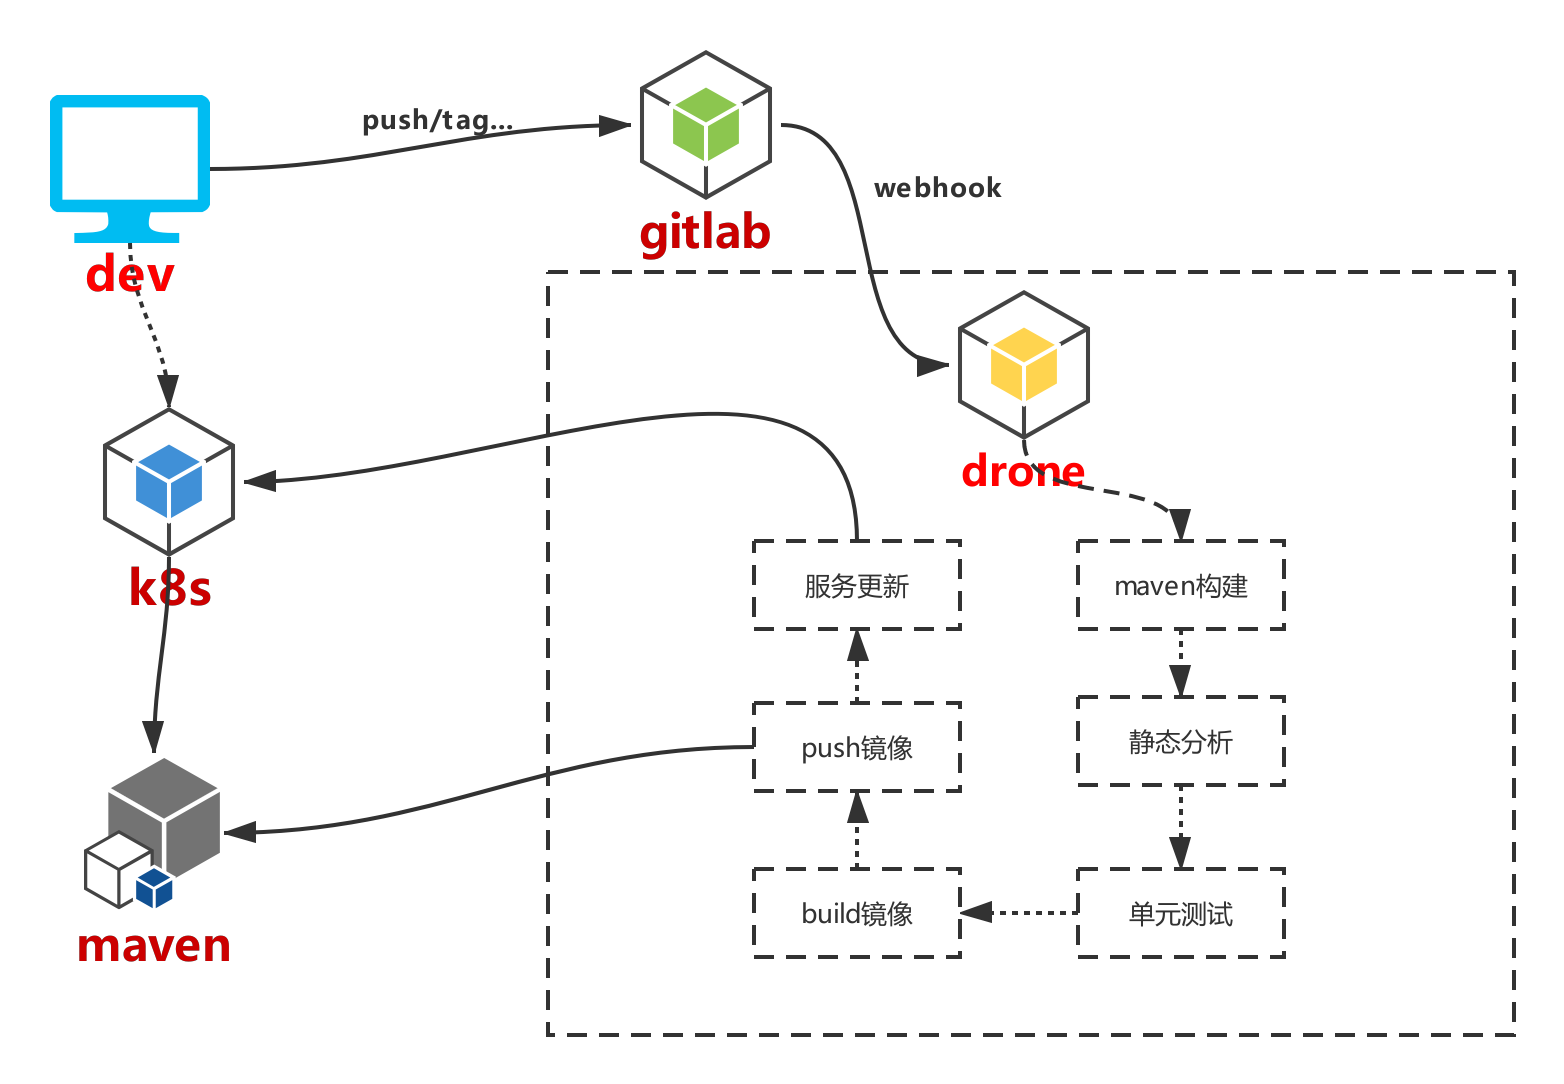 push/tag...
webhook
gitlab
dev
drone
k8s
服务更新
maven构建
push镜像
静态分析
build镜像
单元测试
maven